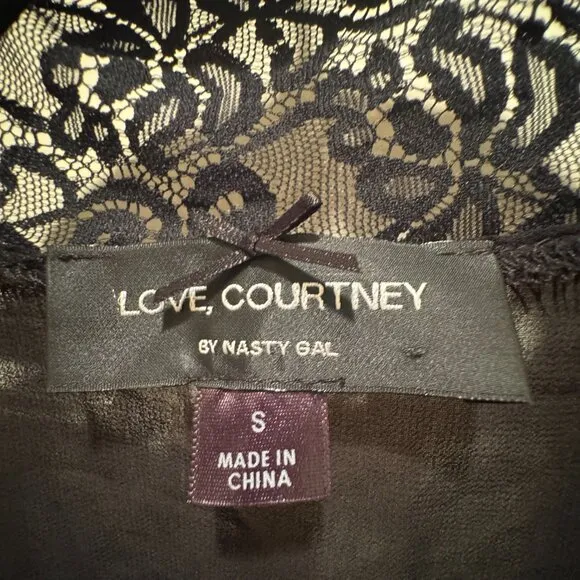 LOVE, COURTNEY
BY NASTY GAL
S
MADE IN
CHINA